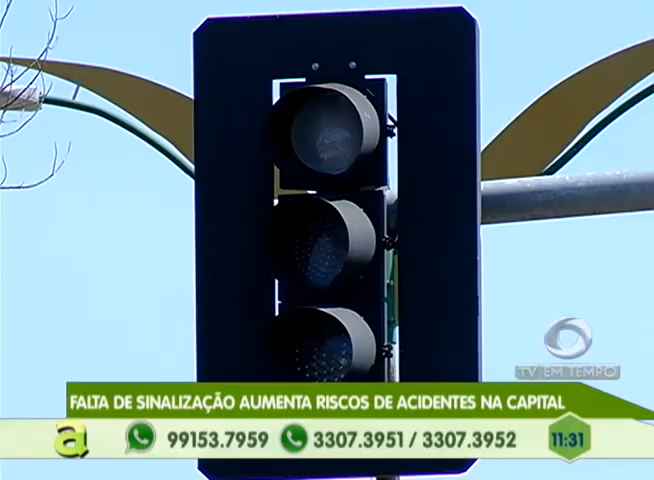 TV EM TEMPO
FALTA DE SINALIZAÇÃO AUMENTA RISCOS DE ACIDENTES NA CAPITAL
a 99153.7959 3307.3951 / 3307.3952 11:31